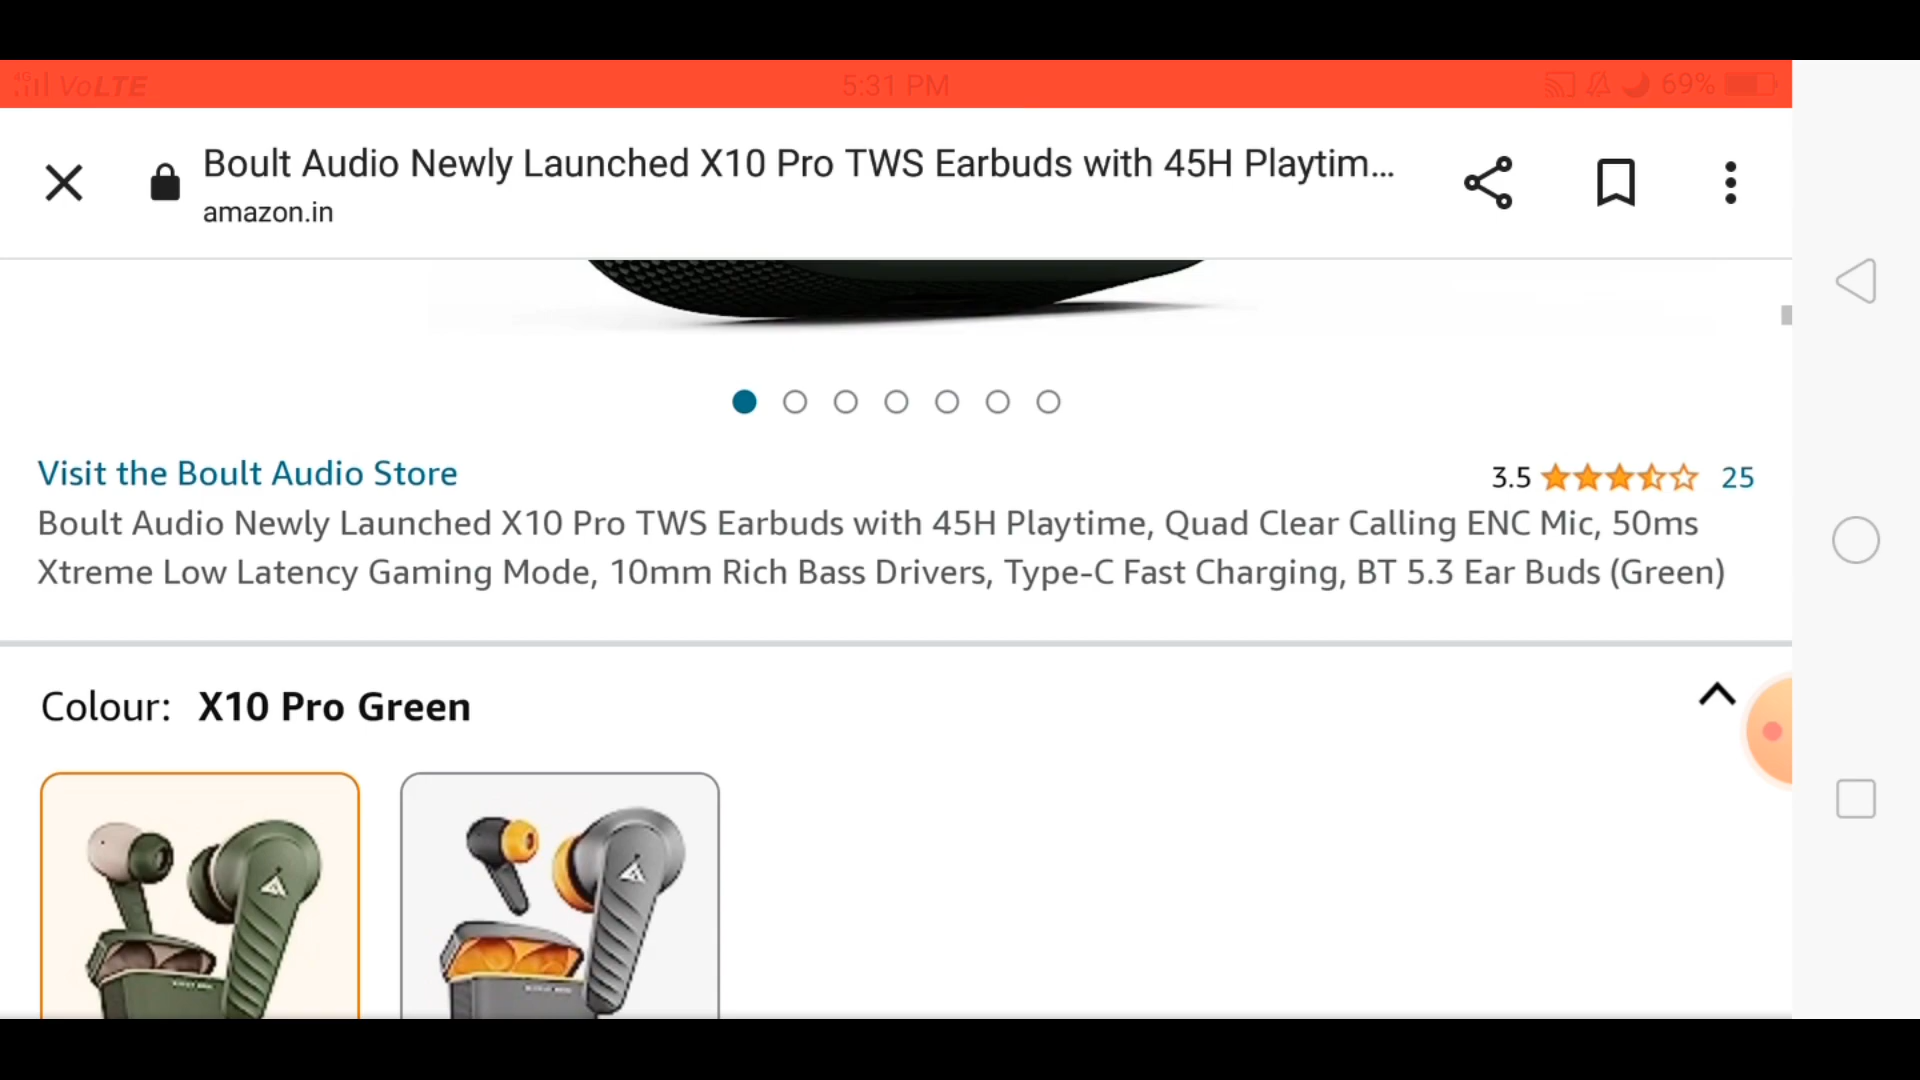 4G VoLTE
5:31 PM
69%
Boult Audio Newly Launched X10 Pro TWS Earbuds with 45H Playtim...
amazon.in
Visit the Boult Audio Store
3.5
25
Boult Audio Newly Launched X10 Pro TWS Earbuds with 45H Playtime, Quad Clear Calling ENC Mic, 50ms
Xtreme Low Latency Gaming Mode, 10mm Rich Bass Drivers, Type-C Fast Charging, BT 5.3 Ear Buds (Green)
Colour: X10 Pro Green